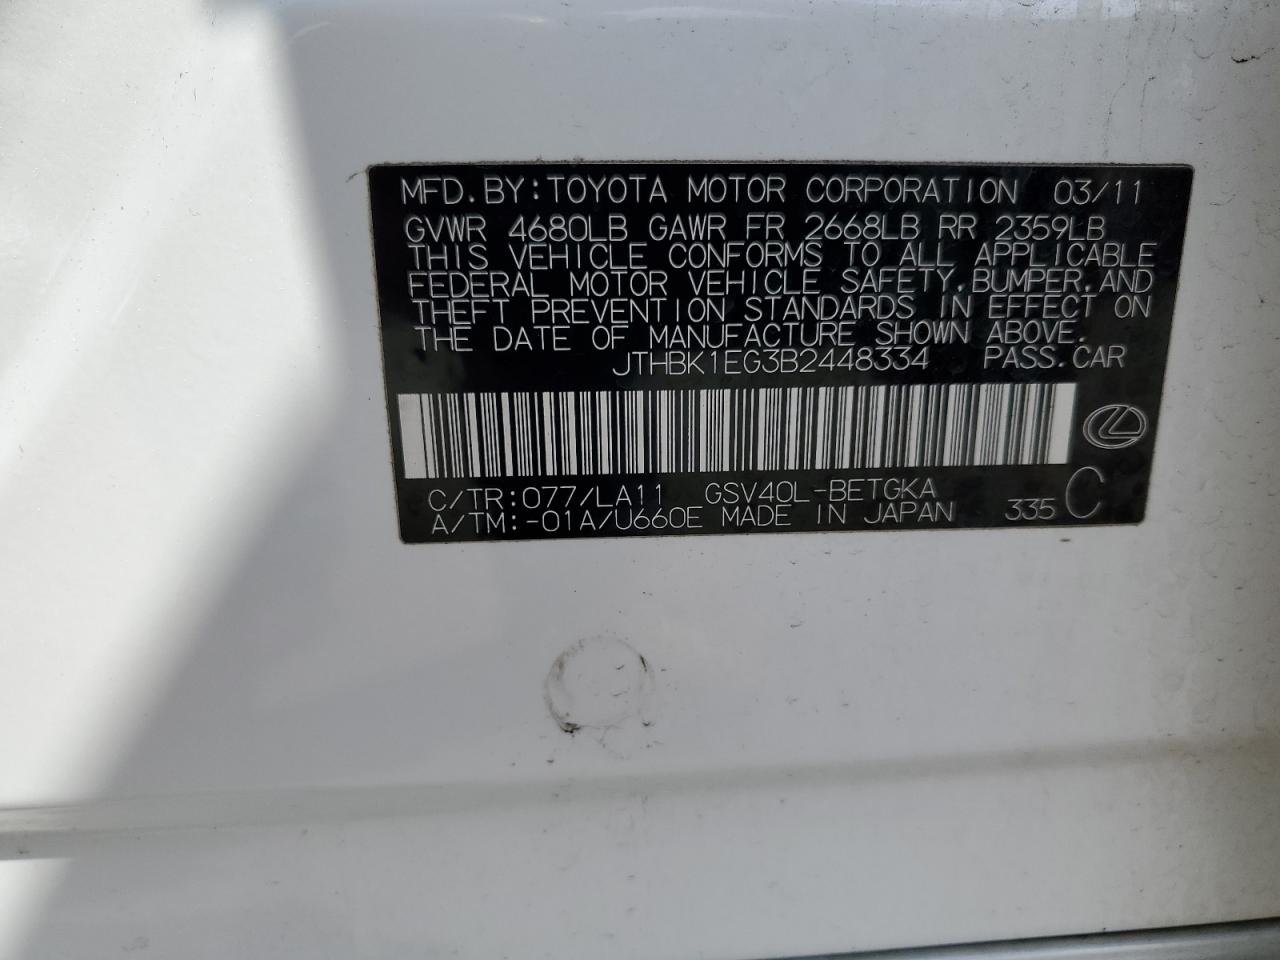 MFD.BY:TOYOTA MOTOR CORPORATION 03/11
GVWR 4680LB GAWR FR 2668LB RR 2359LB
THIS VEHICLE CONFORMS TO ALL APPLICABLE
FEDERAL MOTOR VEHICLE SAFETY,BUMPER,AND
THEFT PREVENTION STANDARDS IN EFFECT ON
THE DATE OF MANUFACTURE SHOWN ABOVE.
JTHBK1EG3B2448334 PASS.CAR
C/TR:077/LA11 GSV40L-BETGKA
A/TM:-01A/U660E MADE IN JAPAN 335 C